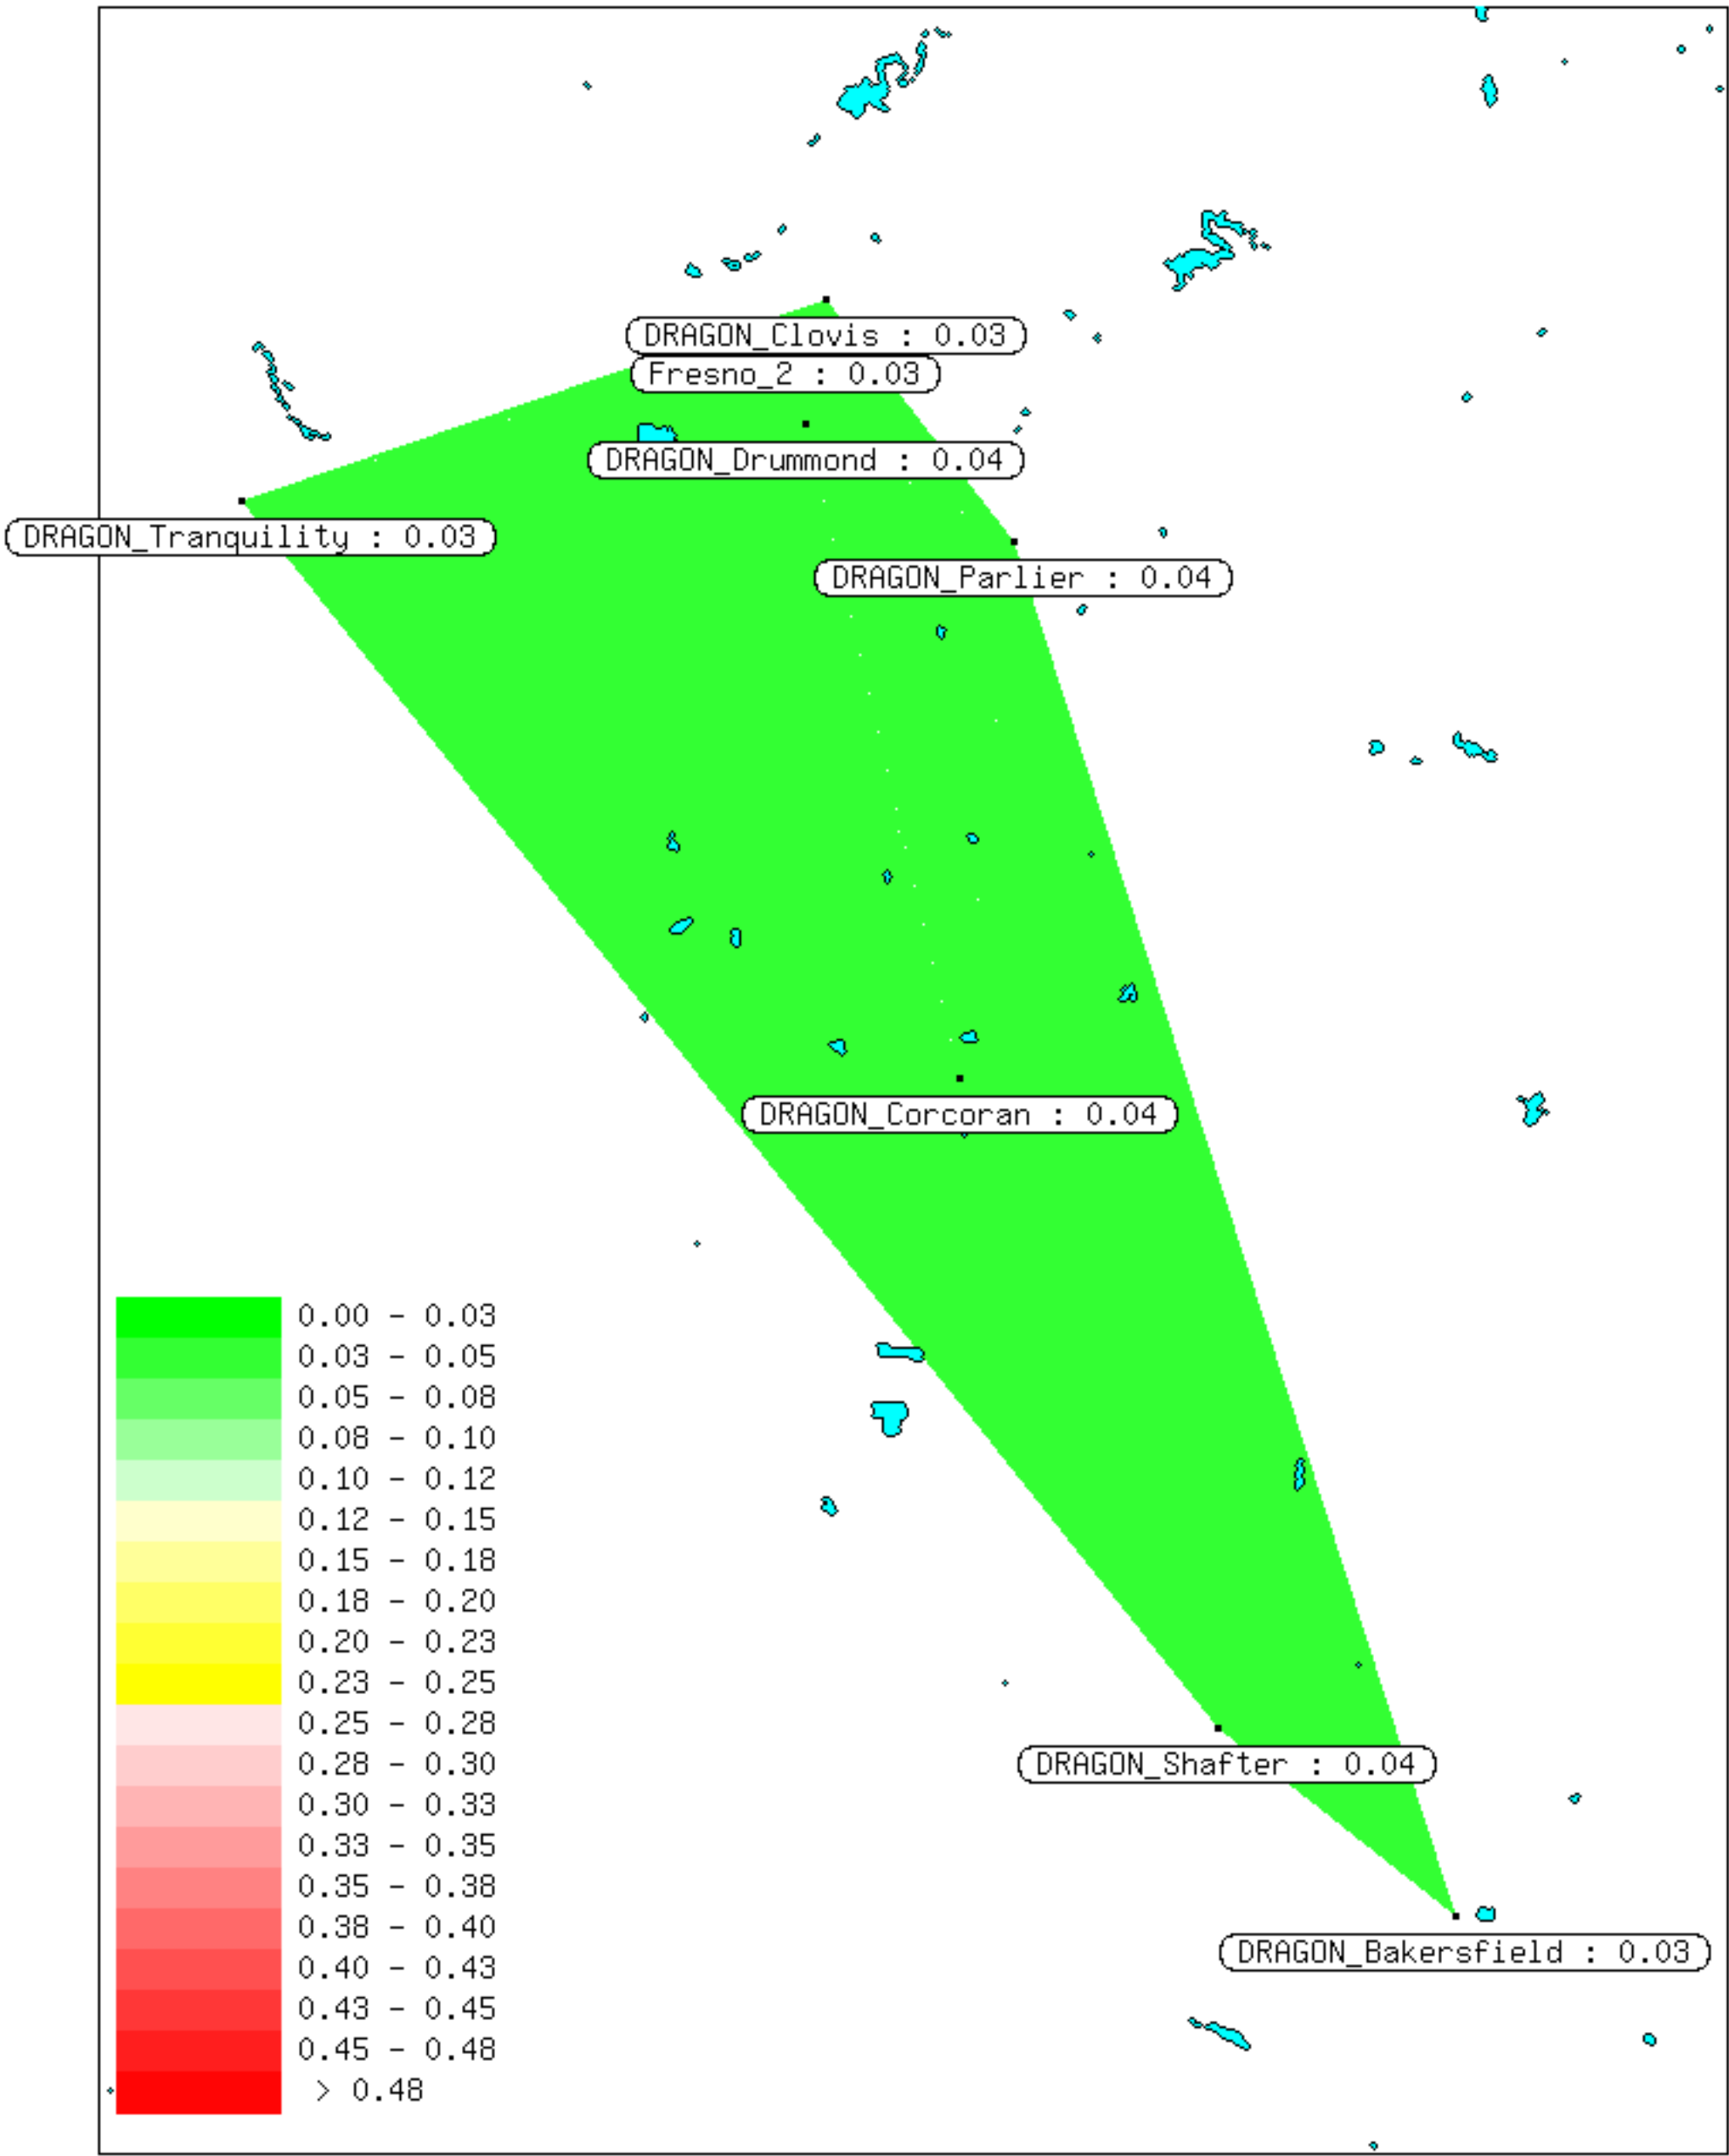 DRAGON_Clovis : 0.03
Fresno_2 : 0.03
DRAGON_Drummond : 0.04
DRAGON_Tranquility : 0.03
DRAGON_Parlier : 0.04
DRAGON_Corcoran : 0.04
0.00 - 0.03
0.03 - 0.05
0.05 - 0.08
0.08 - 0.10
0.10 - 0.12
0.12 - 0.15
0.15 - 0.18
0.18 - 0.20
0.20 - 0.23
0.23 - 0.25
0.25 - 0.28
0.28 - 0.30
0.30 - 0.33
0.33 - 0.35
0.35 - 0.38
0.38 - 0.40
0.40 - 0.43
0.43 - 0.45
0.45 - 0.48
> 0.48
DRAGON_Shafter : 0.04
DRAGON_Bakersfield : 0.03